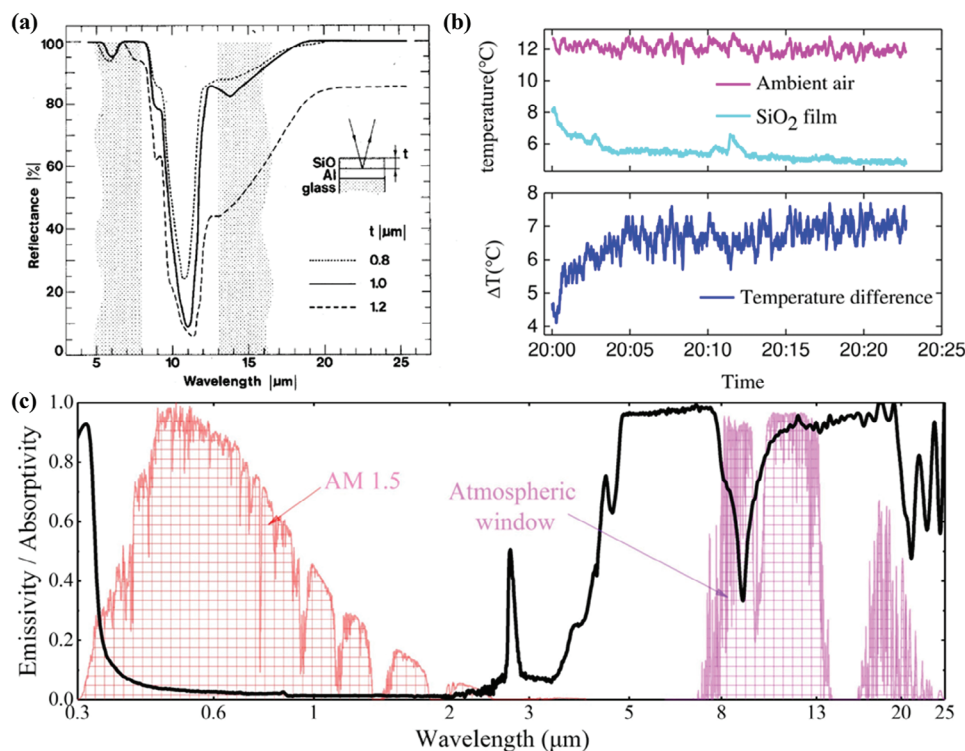 (a)
100
80
60
40
20
0
Reflectance |%|
5
10
15
20
25
Wavelength |µm|
SiO
Al
glass
t
t |µm|
0.8
1.0
1.2
(b)
temperature(°C)
12
10
8
6
Ambient air
SiO2 film
ΔT(°C)
8
7
6
5
4
Temperature difference
20:00
20:05
20:10
20:15
20:20
20:25
Time
(c)
Emissivity / Absorptivity
1.0
0.8
0.6
0.4
0.2
0.0
AM 1.5
Atmospheric
window
0.3
0.6
1
2
3
5
8
13
20
25
Wavelength (µm)